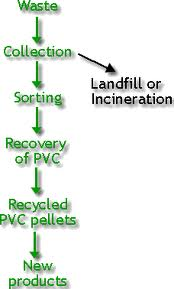 Waste
Collection
Landfill or
Incineration
Sorting
Recovery
of PVC
Recycled
PVC pellets
New
products